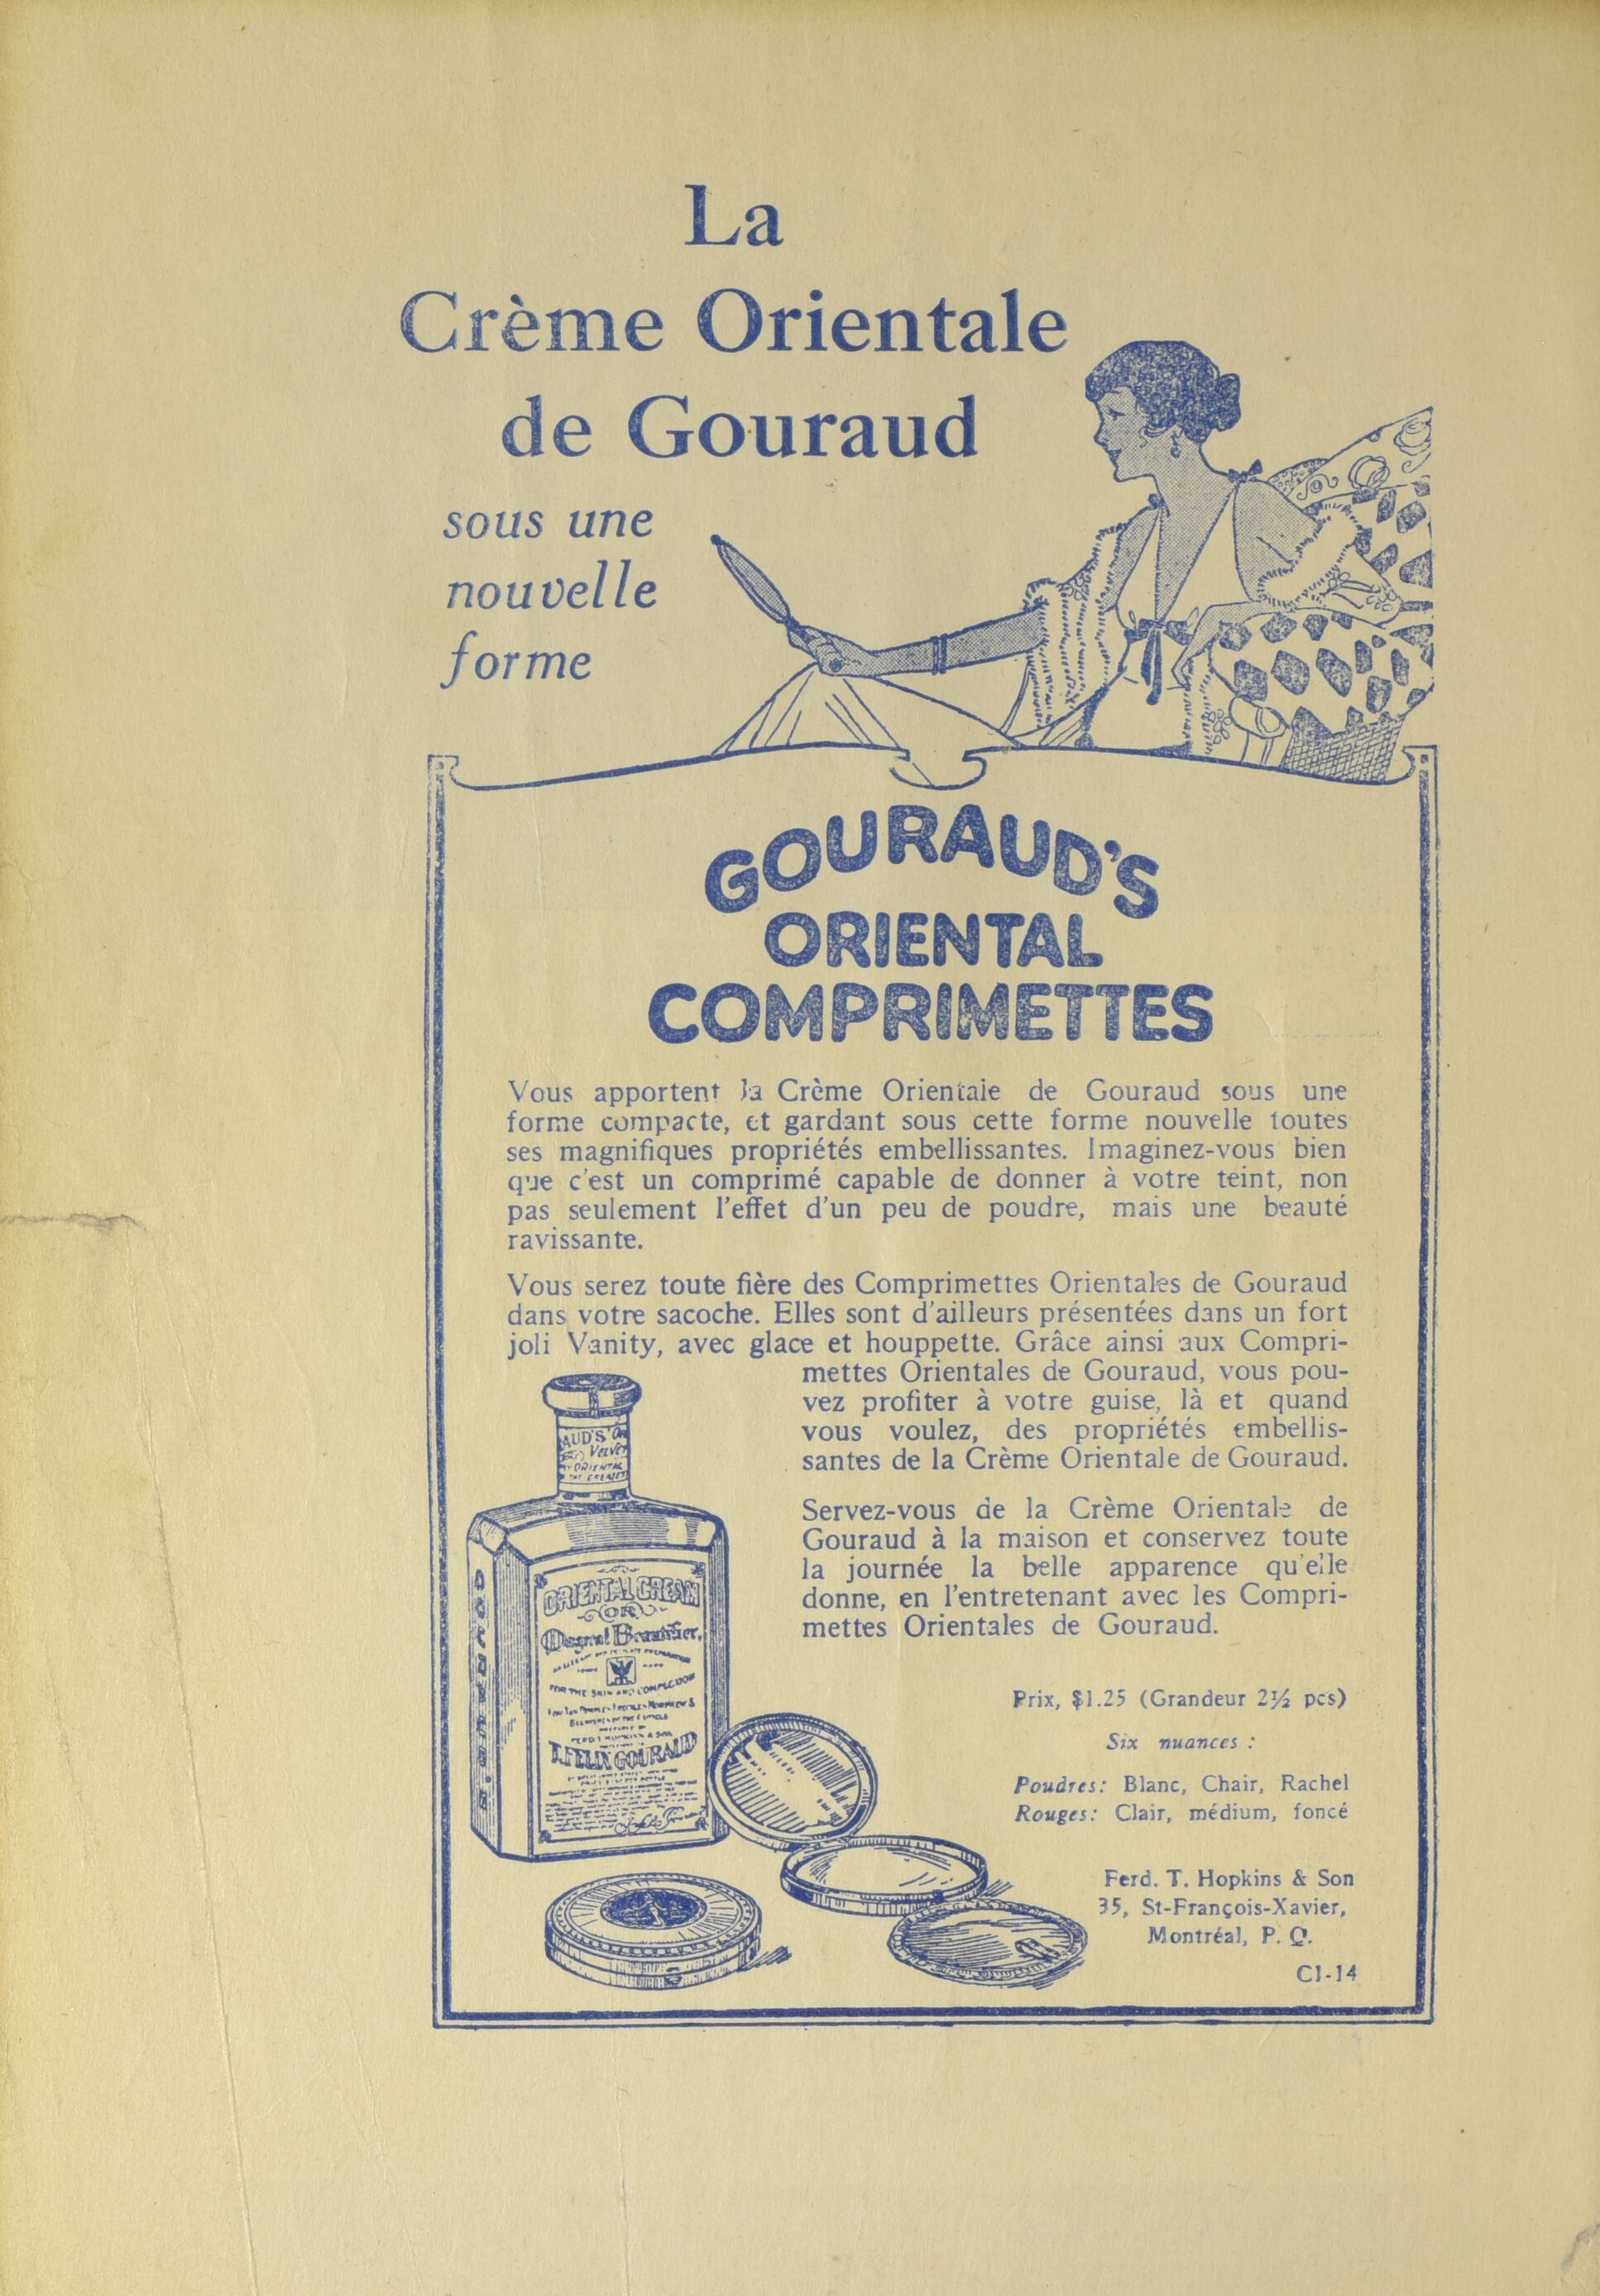 La
Crème Orientale
de Gouraud
sous une
nouvelle
forme
GOURAUD'S
ORIENTAL
COMPRIMETTES
Vous apportent la Crème Orientale de Gouraud sous une
forme compacte, et gardant sous cette forme nouvelle toutes
ses magnifiques propriétés embellissantes. Imaginez-vous bien
que c'est un comprimé capable de donner à votre teint, non
pas seulement l'effet d'un peu de poudre, mais une beauté
ravissante.
Vous serez toute fière des Comprimettes Orientales de Gouraud
dans votre sacoche. Elles sont d'ailleurs présentées dans un fort
joli Vanity, avec glace et houppette. Grâce ainsi aux Compri-
mettes Orientales de Gouraud, vous pou-
vez profiter à votre guise, là et quand
vous voulez, des propriétés embellis-
santes de la Crème Orientale de Gouraud.
Servez-vous de la Crème Orientale de
Gouraud à la maison et conservez toute
la journée la belle apparence qu'elle
donne, en l'entretenant avec les Compri-
mettes Orientales de Gouraud.
Prix, $1.25 (Grandeur 2½ pcs)
Six nuances :
Poudres: Blanc, Chair, Rachel
Rouges: Clair, médium, foncé
Ferd. T. Hopkins & Son
35, St-François-Xavier,
Montréal, P. Q.
C1-14
AUD'S
ORIENTAL
ORIENTAL CREAM
OR
FOR THE SKIN AND COMPLEXION
T. FELIX GOURAUD